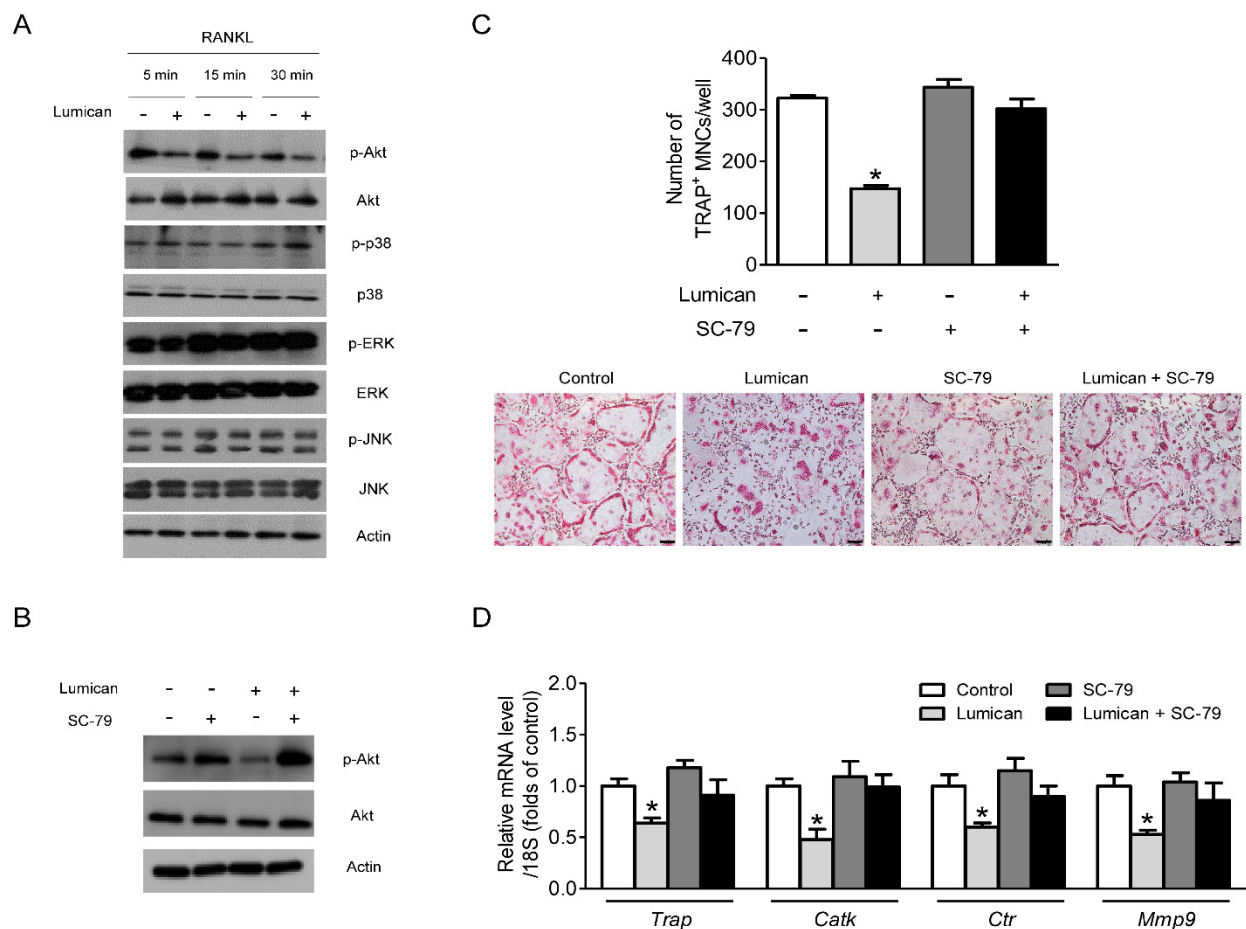 A
RANKL
5 min 15 min 30 min
Lumican - + - + - +
p-Akt
Akt
p-p38
p38
p-ERK
ERK
p-JNK
JNK
Actin
B
Lumican - - + +
SC-79 - + - +
p-Akt
Akt
Actin
C
Number of
TRAP+ MNCs/well
400
300
200
100
0
*
Lumican - + - +
SC-79 - - + +
Control Lumican SC-79 Lumican + SC-79
D
Relative mRNA level
/18S (folds of control)
2.0
1.5
1.0
0.5
0.0
Control SC-79
Lumican Lumican + SC-79
* * * *
Trap Catk Ctr Mmp9